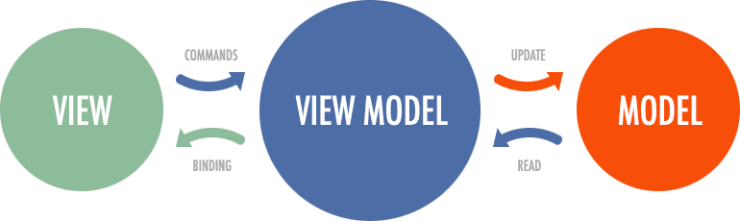 COMMANDS
UPDATE
VIEW
VIEW MODEL
MODEL
BINDING
READ